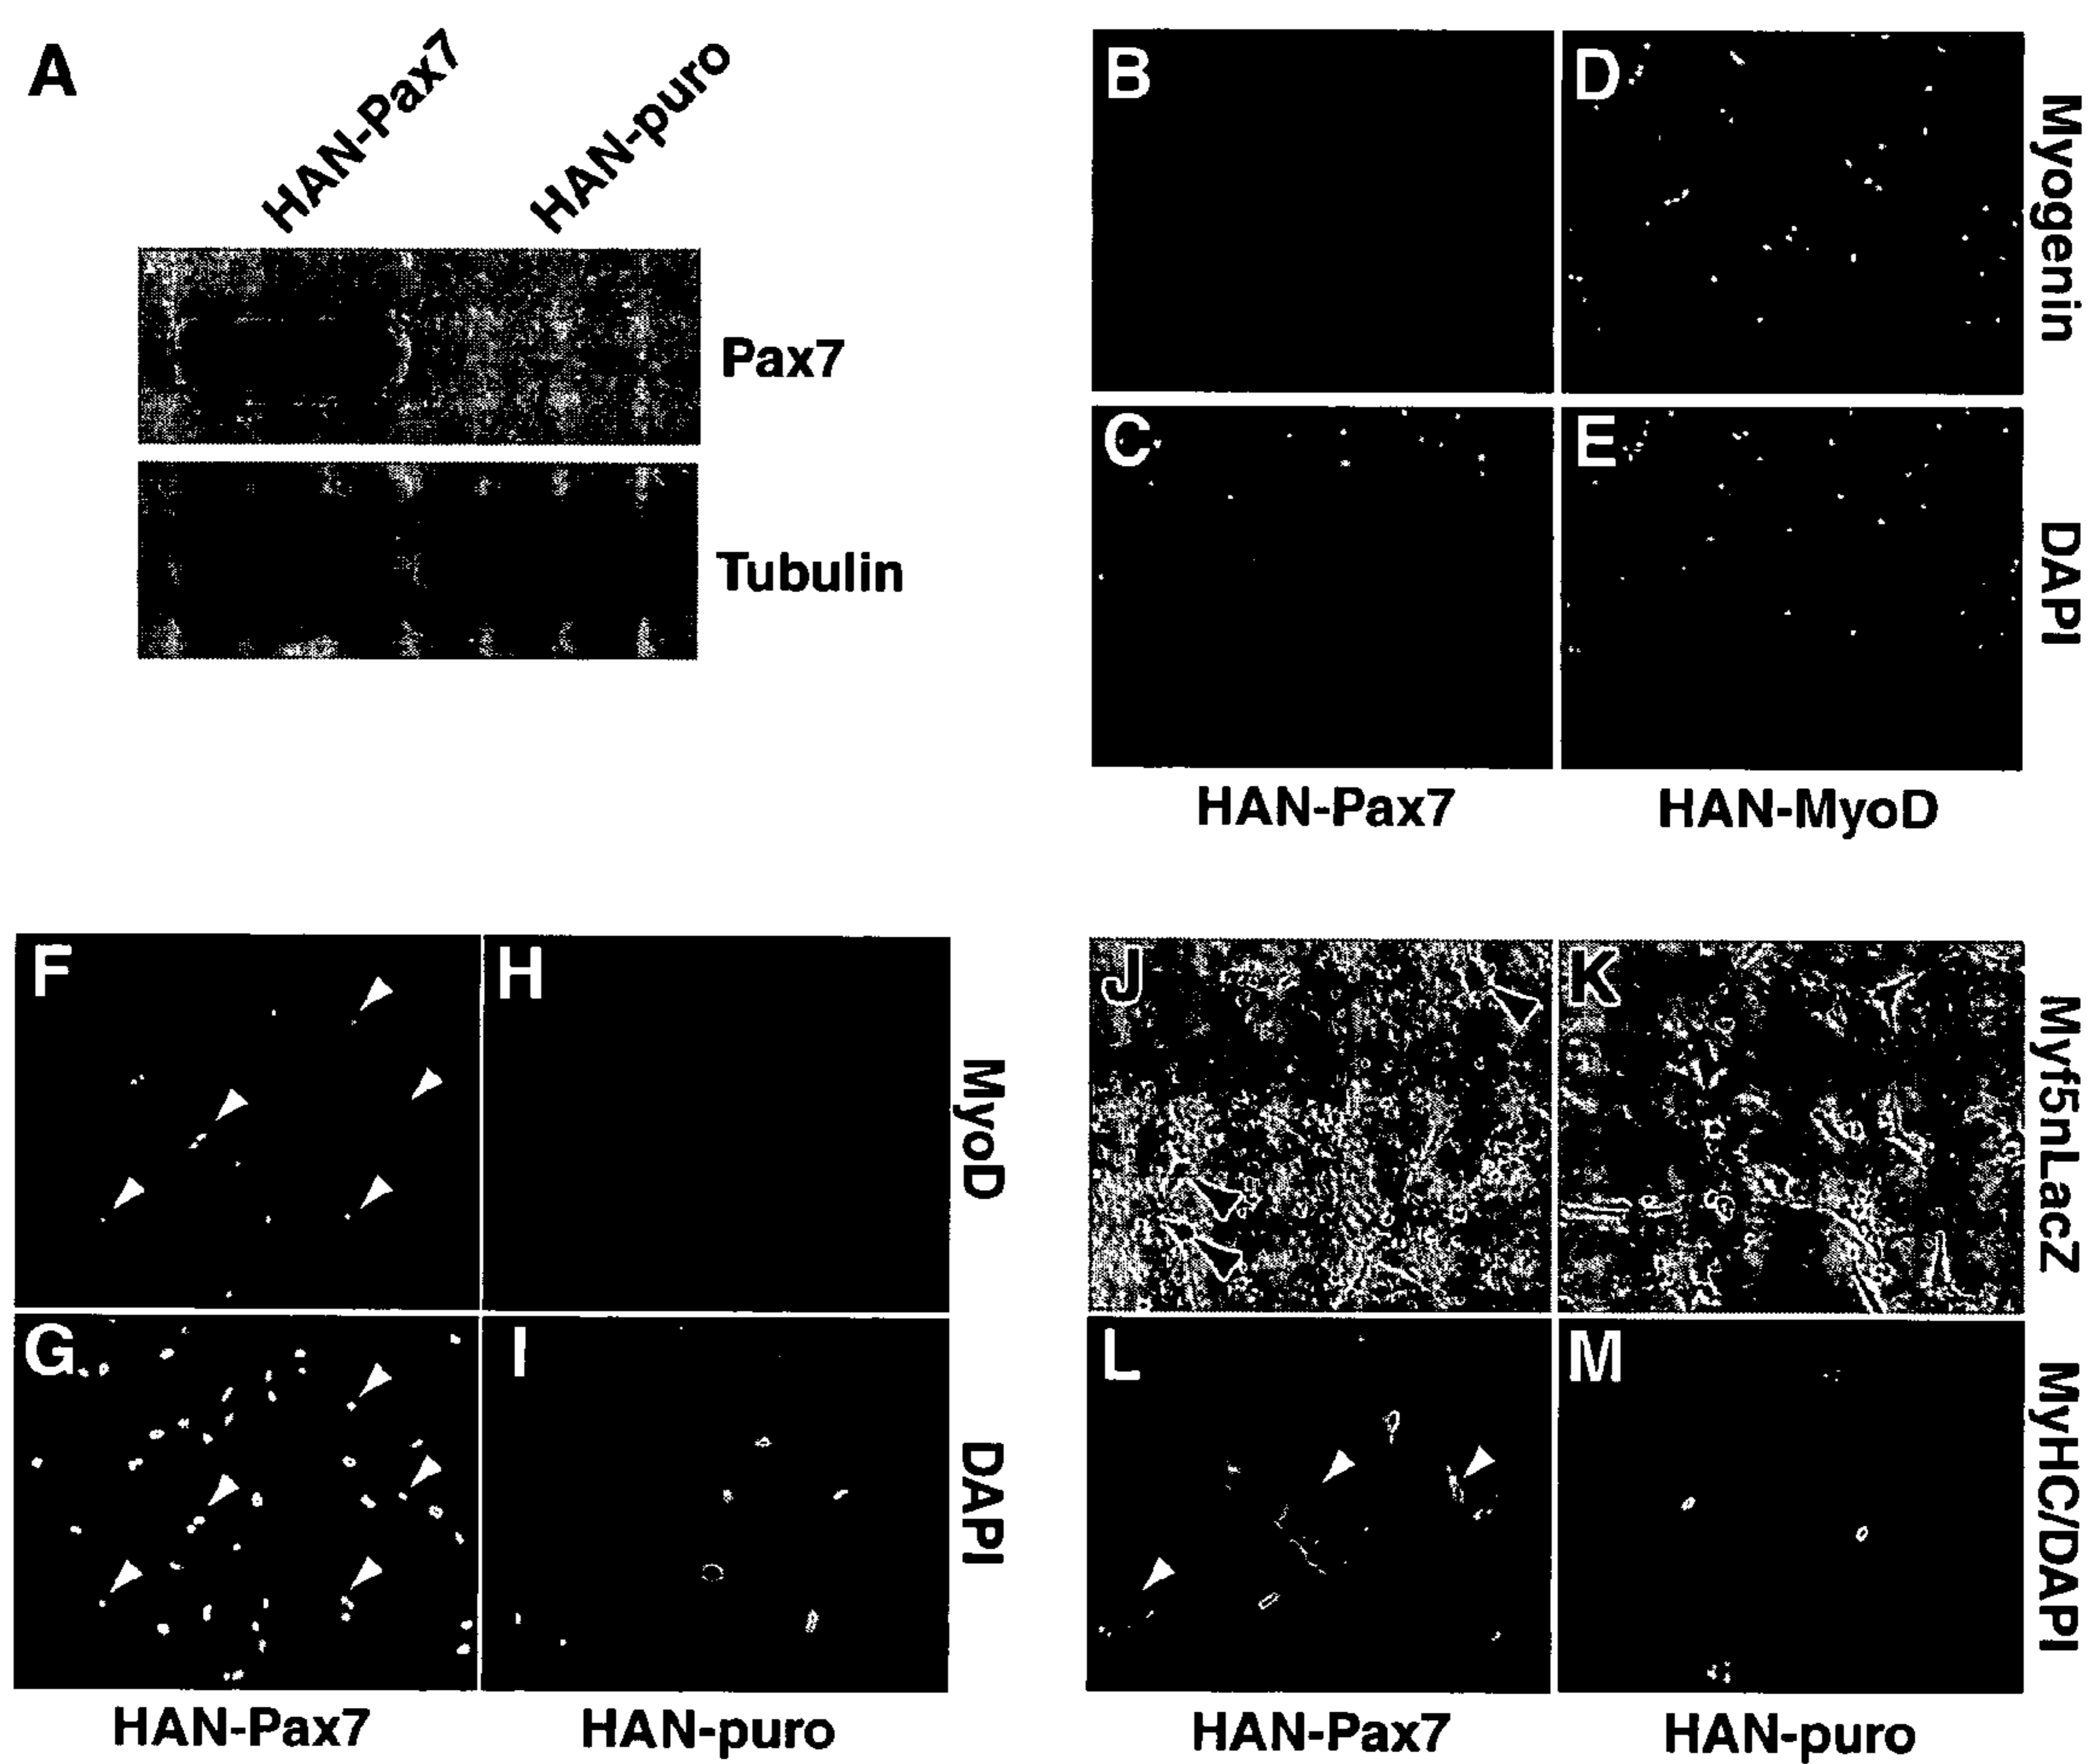 A
HAN-Pax7
HAN-puro
Pax7
Tubulin
B
D
Myogenin
C
E
DAPI
HAN-Pax7
HAN-MyoD
F
H
MyoD
G
I
DAPI
HAN-Pax7
HAN-puro
J
K
Myf5nLacZ
L
M
MyHC/DAPI
HAN-Pax7
HAN-puro